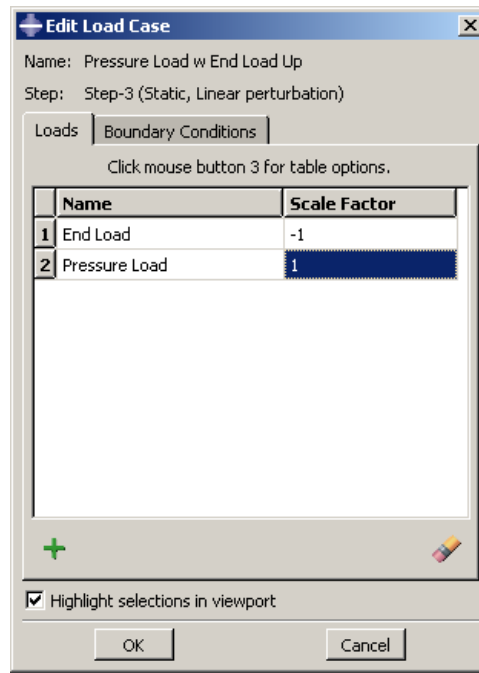 Edit Load Case
Name: Pressure Load w End Load Up
Step: Step-3 (Static, Linear perturbation)
Loads Boundary Conditions
Click mouse button 3 for table options.
Name Scale Factor
1 End Load -1
2 Pressure Load 1
Highlight selections in viewport
OK Cancel